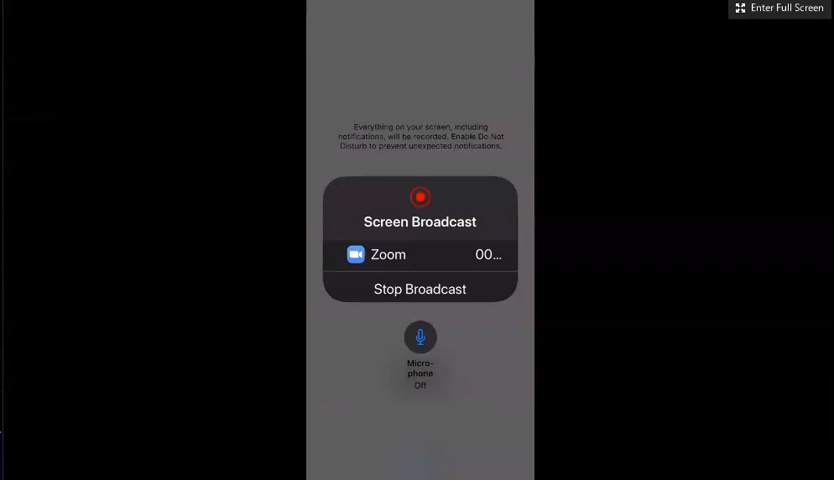 Enter Full Screen
Everything on your screen, including
notifications, will be recorded. Enable Do Not
Disturb to prevent unexpected notifications.
Screen Broadcast
Zoom 00...
Stop Broadcast
Micro-
phone
Off